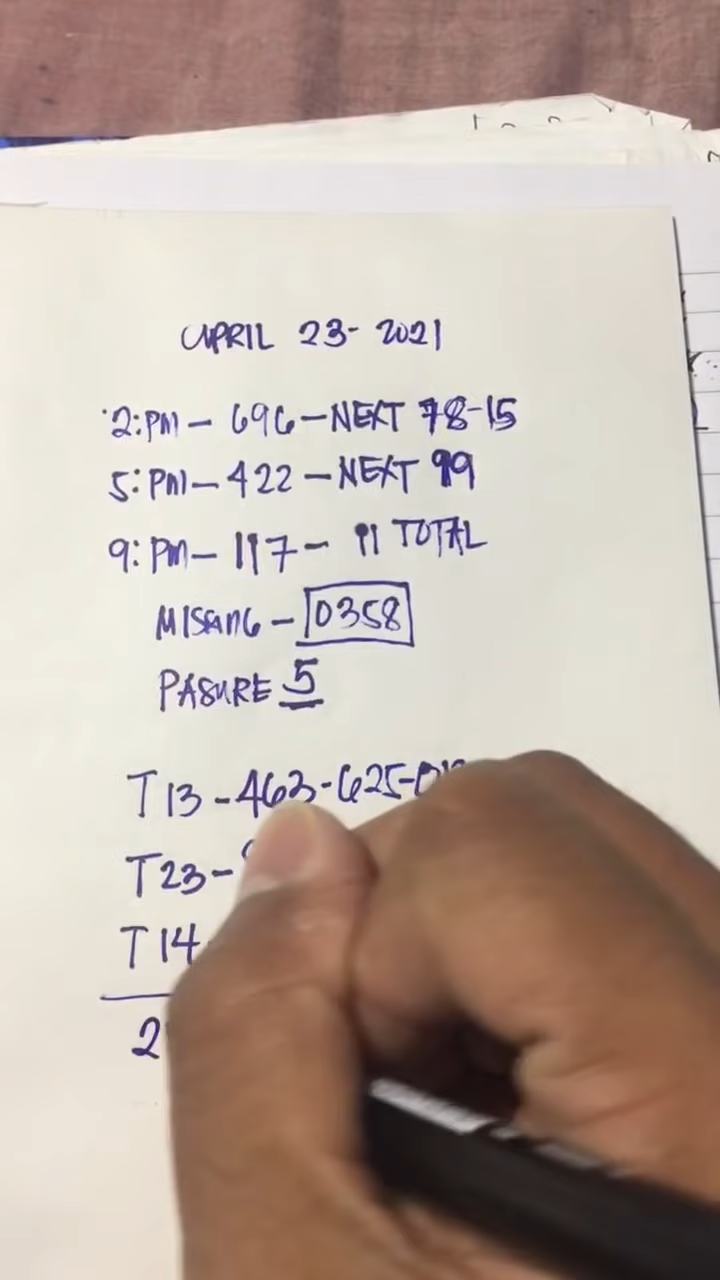 APRIL 23- 2021
2:PM- 696-NEXT 78-15
5:PM-422-NEXT 99
9:PM-117- 11 TOTAL
MISANG-0358
PASURE 5
T13-463-625-
T23-
T14
2